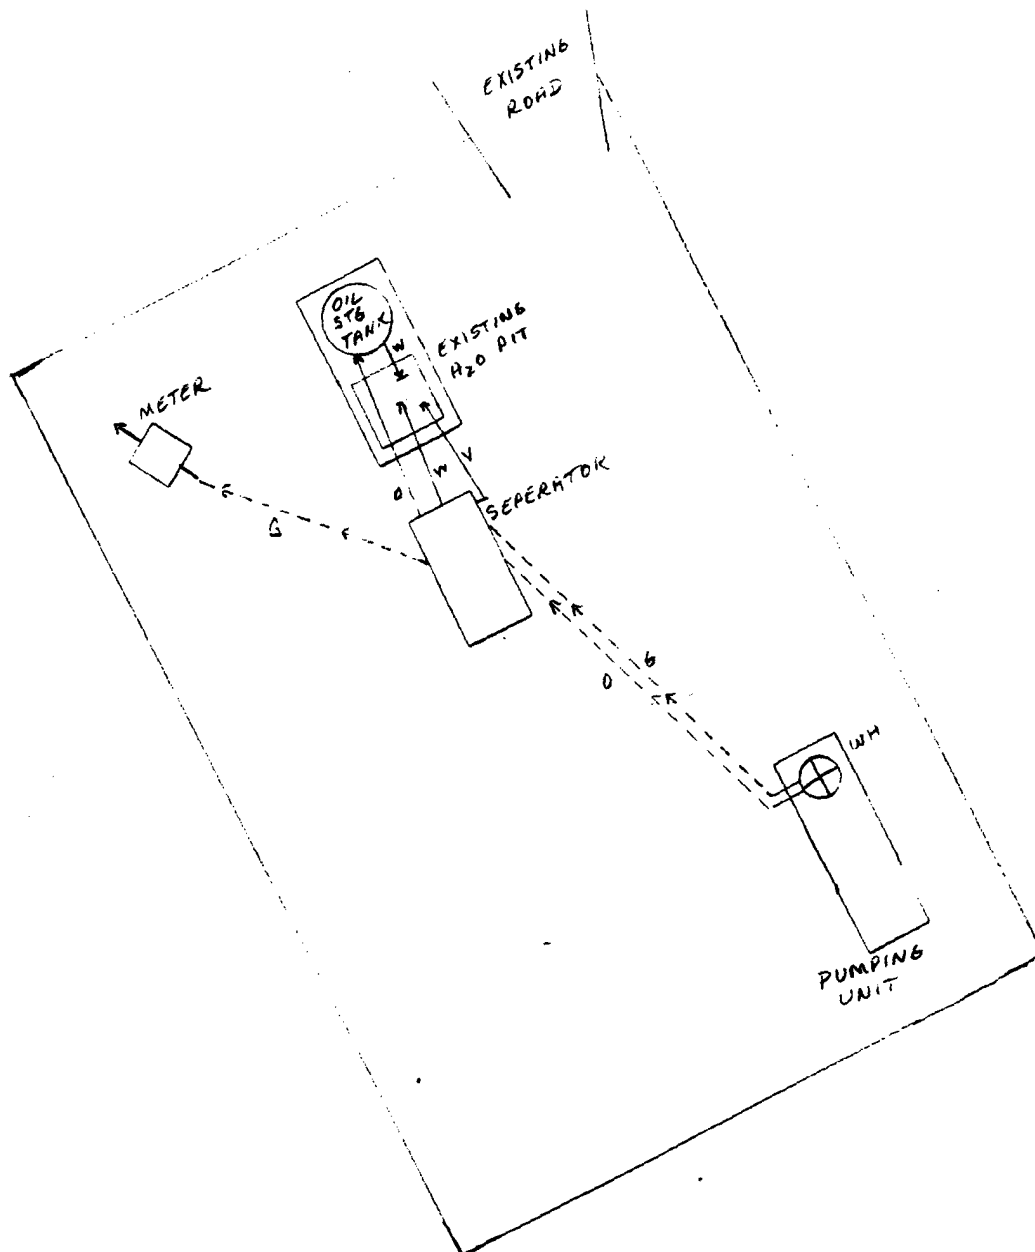 EXISTING
ROAD
OIL
STG
TANK
W
EXISTING
H2O PIT
METER
O
W
V
SEPERATOR
G
G
O
WH
PUMPING
UNIT